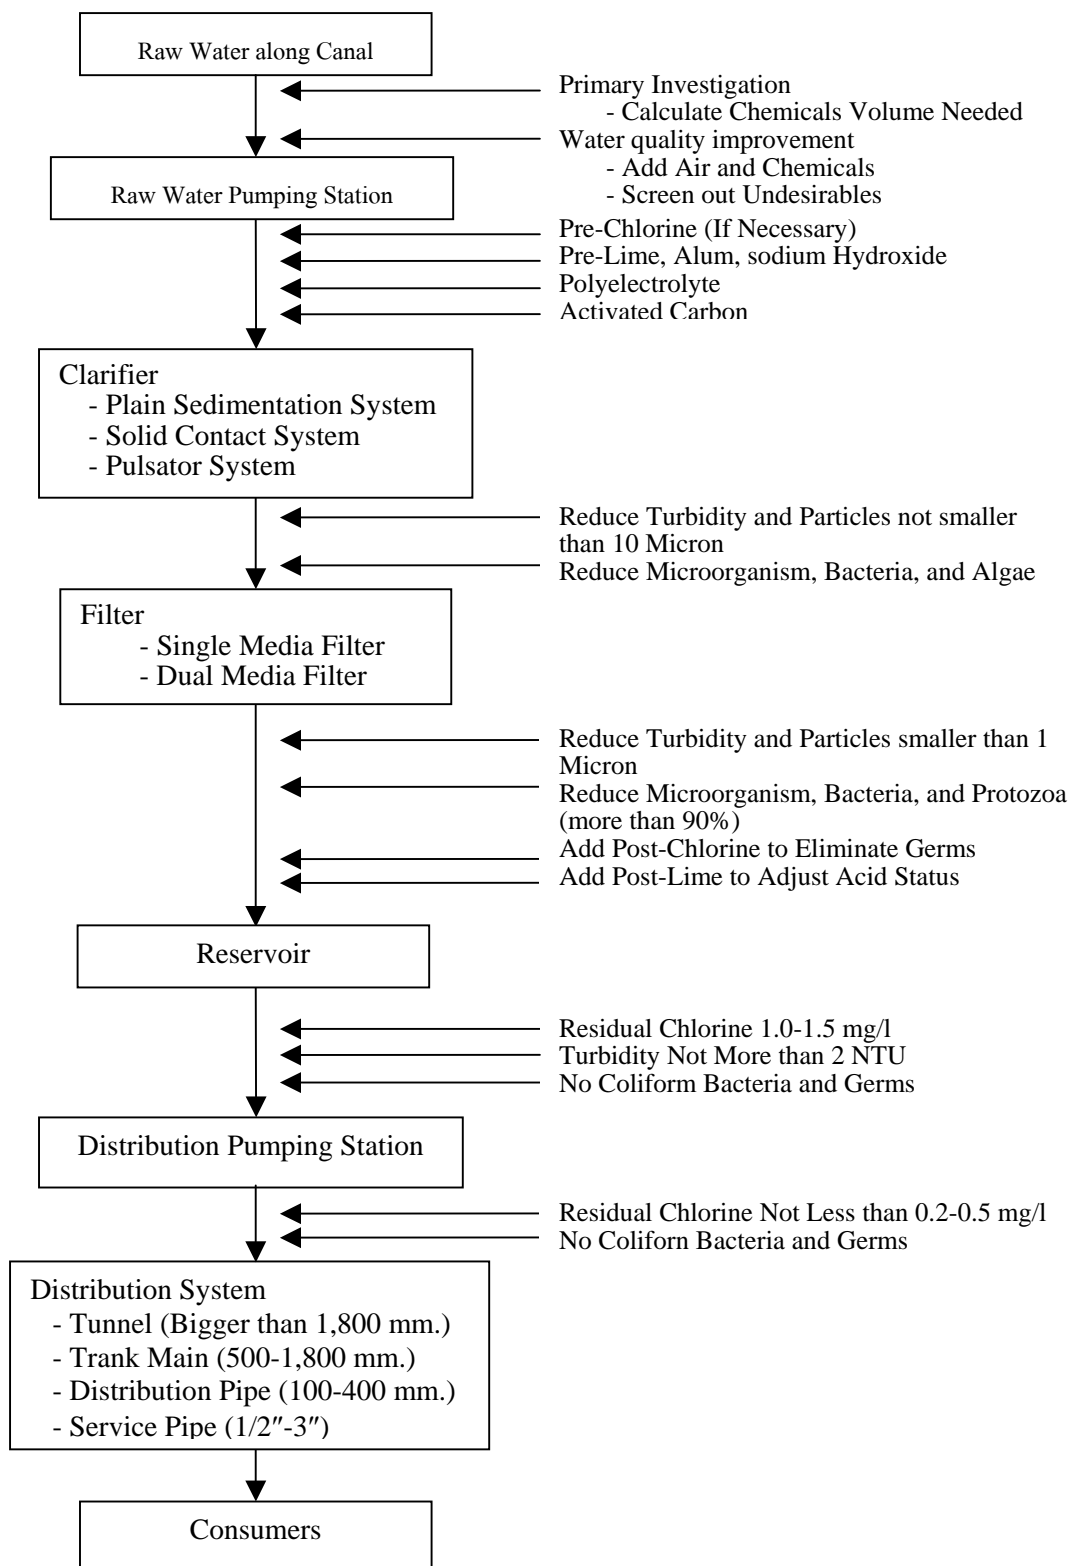 Raw Water along Canal
Primary Investigation
- Calculate Chemicals Volume Needed
Water quality improvement
- Add Air and Chemicals
- Screen out Undesirables
Raw Water Pumping Station
Pre-Chlorine (If Necessary)
Pre-Lime, Alum, sodium Hydroxide
Polyelectrolyte
Activated Carbon
Clarifier
- Plain Sedimentation System
- Solid Contact System
- Pulsator System
Reduce Turbidity and Particles not smaller
than 10 Micron
Reduce Microorganism, Bacteria, and Algae
Filter
- Single Media Filter
- Dual Media Filter
Reduce Turbidity and Particles smaller than 1
Micron
Reduce Microorganism, Bacteria, and Protozoa
(more than 90%)
Add Post-Chlorine to Eliminate Germs
Add Post-Lime to Adjust Acid Status
Reservoir
Residual Chlorine 1.0-1.5 mg/l
Turbidity Not More than 2 NTU
No Coliform Bacteria and Germs
Distribution Pumping Station
Residual Chlorine Not Less than 0.2-0.5 mg/l
No Coliforn Bacteria and Germs
Distribution System
- Tunnel (Bigger than 1,800 mm.)
- Trank Main (500-1,800 mm.)
- Distribution Pipe (100-400 mm.)
- Service Pipe (1/2″-3″)
Consumers